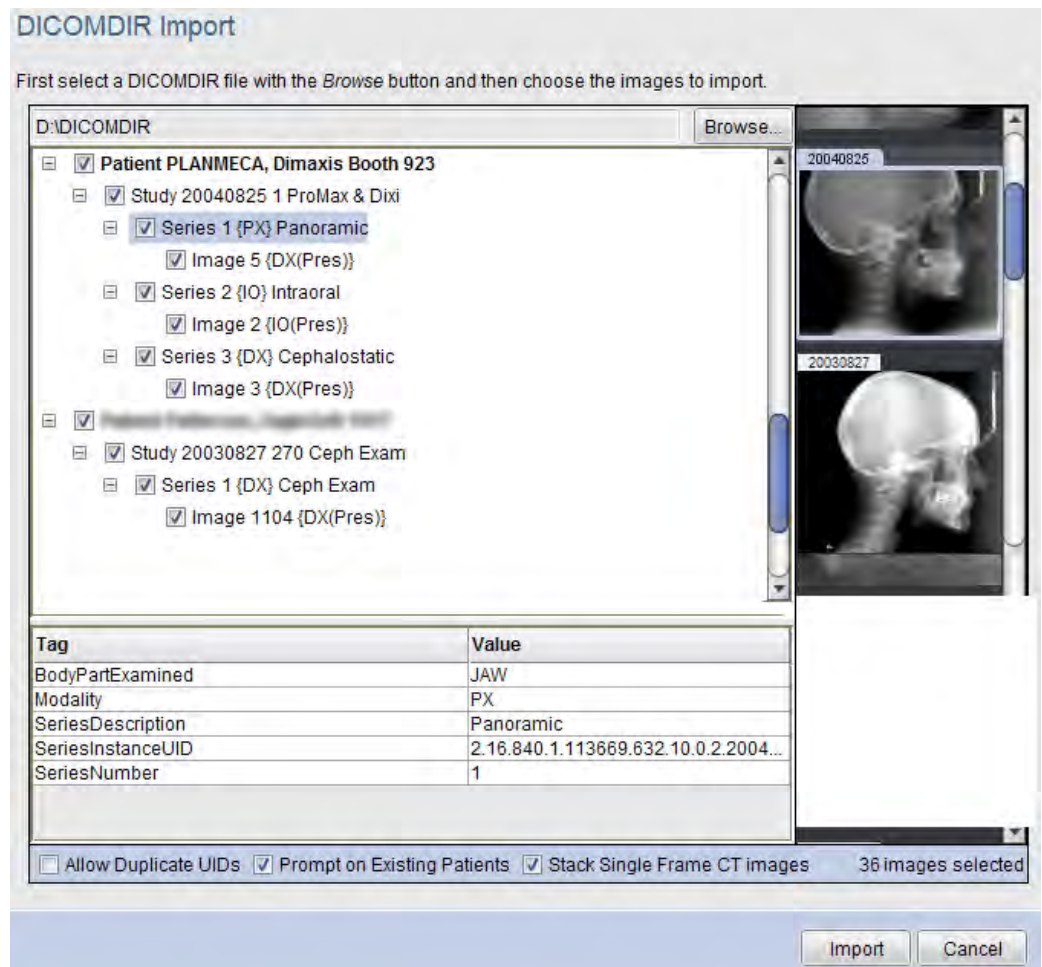 DICOMDIR Import
First select a DICOMDIR file with the Browse button and then choose the images to import.
D:\DICOMDIR
Browse...
Patient PLANMECA, Dimaxis Booth 923
Study 20040825 1 ProMax & Dixi
Series 1 {PX} Panoramic
Image 5 {DX(Pres)}
Series 2 {IO} Intraoral
Image 2 {IO(Pres)}
Series 3 {DX} Cephalostatic
Image 3 {DX(Pres)}
Study 20030827 270 Ceph Exam
Series 1 {DX} Ceph Exam
Image 1104 {DX(Pres)}
20040825
20030827
Tag Value
BodyPartExamined JAW
Modality PX
SeriesDescription Panoramic
SeriesInstanceUID 2.16.840.1.113669.632.10.0.2.2004...
SeriesNumber 1
Allow Duplicate UIDs Prompt on Existing Patients Stack Single Frame CT images 36 images selected
Import Cancel